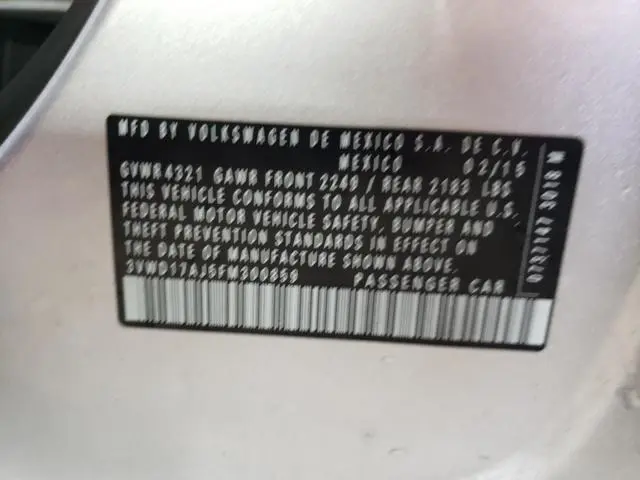 MFD BY VOLKSWAGEN DE MEXICO S.A. DE C.V.
MEXICO 02/15
GVWR 4321 GAWR FRONT 2249 / REAR 2183 LBS
THIS VEHICLE CONFORMS TO ALL APPLICABLE U.S.
FEDERAL MOTOR VEHICLE SAFETY, BUMPER AND
THEFT PREVENTION STANDARDS IN EFFECT ON
THE DATE OF MANUFACTURE SHOWN ABOVE.
3VWD17AJ5FM300859 PASSENGER CAR